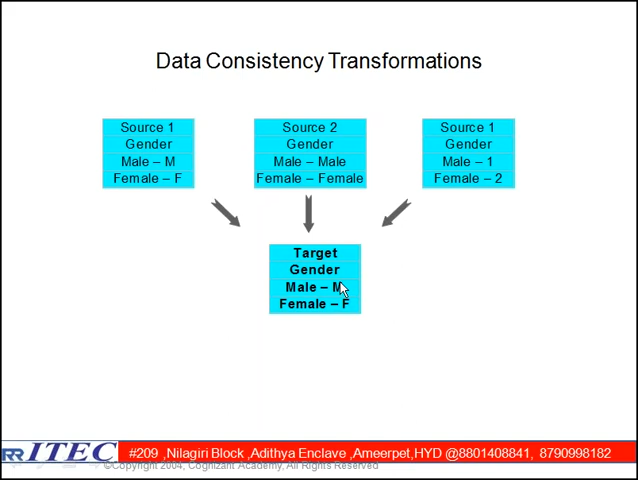 Data Consistency Transformations
Source 1
Gender
Male – M
Female – F
Source 2
Gender
Male – Male
Female – Female
Source 1
Gender
Male – 1
Female – 2
Target
Gender
Male – M
Female – F
RR ITEC #209 ,Nilagiri Block ,Adithya Enclave ,Ameerpet,HYD @8801408841, 8790998182
©Copyright 2004, Cognizant Academy, All Rights Reserved